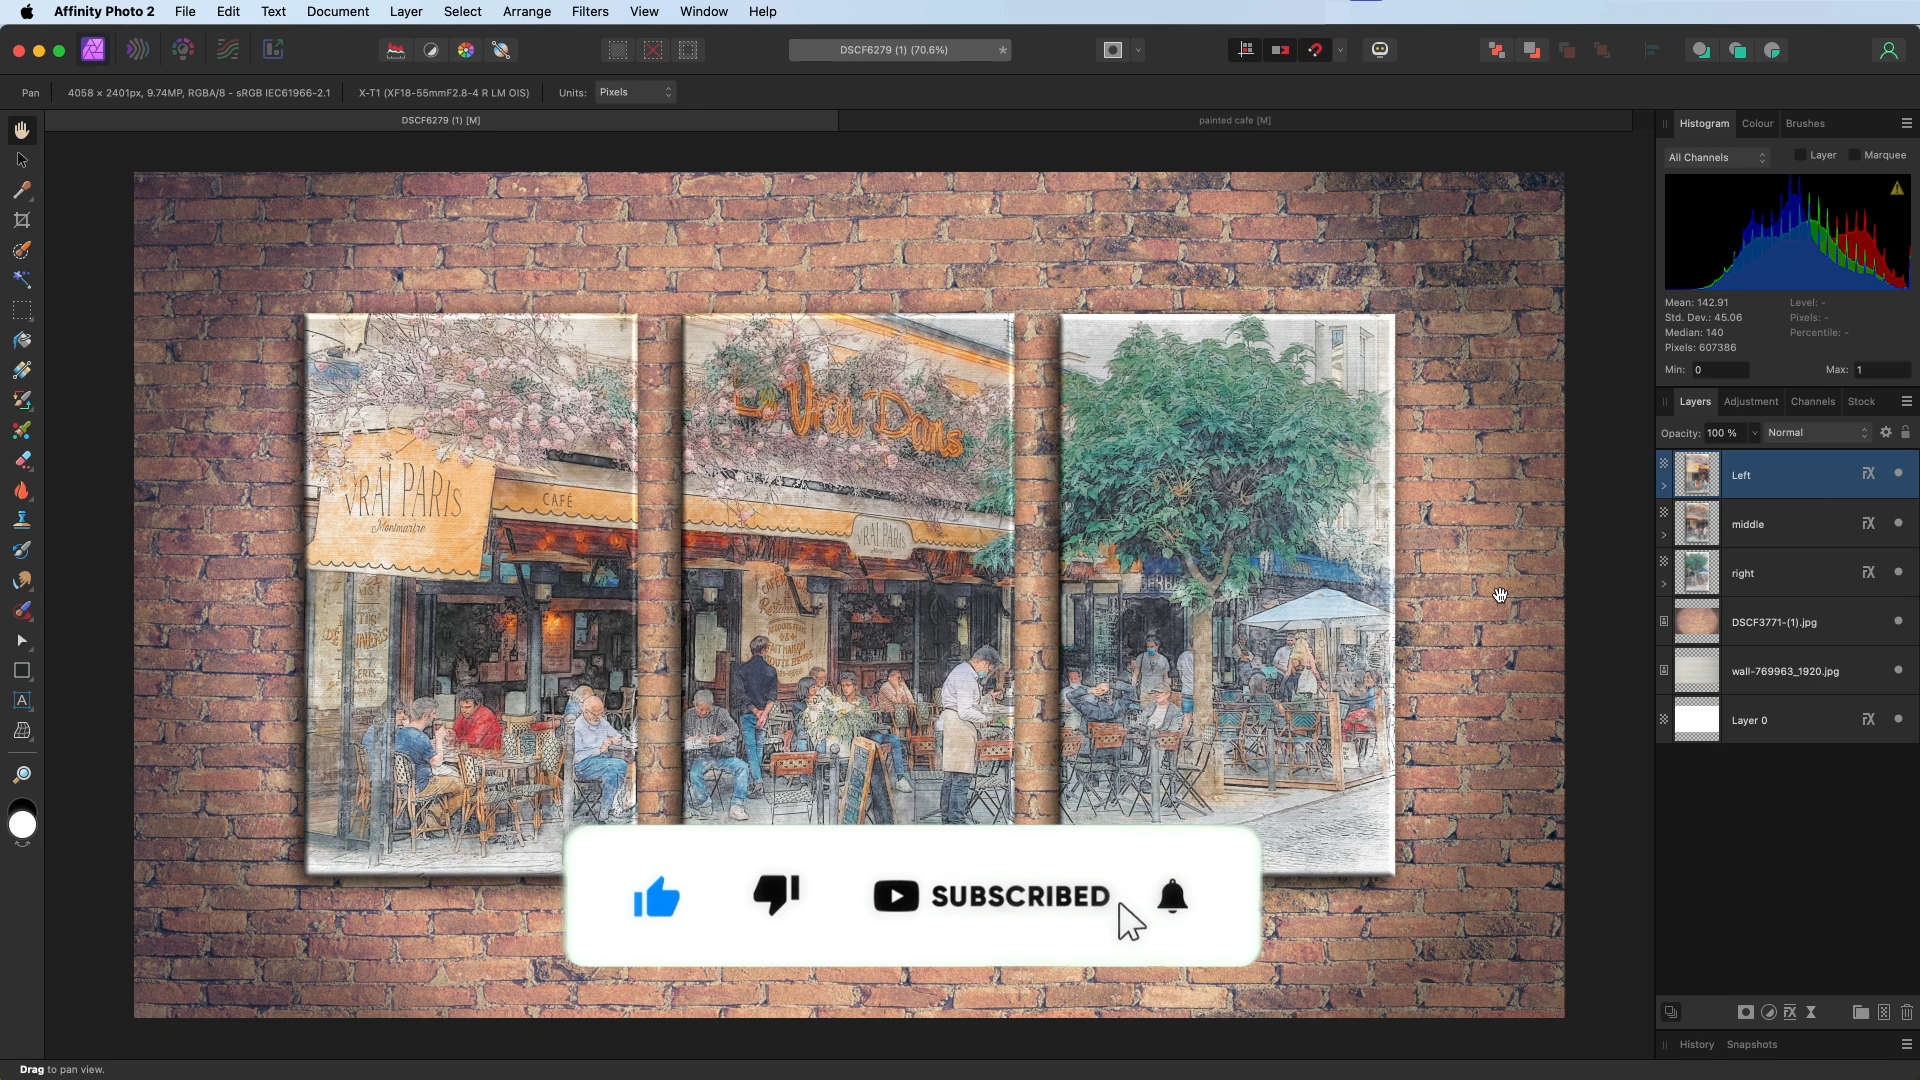 Affinity Photo 2 File Edit Text Document Layer Select Arrange Filters View Window Help
DSCF6279 (1) (70.6%) *
Pan 4058 × 2401px, 9.74MP, RGBA/8 - sRGB IEC61966-2.1 X-T1 (XF18-55mmF2.8-4 R LM OIS) Units: Pixels
DSCF6279 (1) [M] painted cafe [M]
Histogram Colour Brushes
All Channels Layer Marquee
Mean: 142.91 Level: -
Std. Dev.: 45.06 Pixels: -
Median: 140 Percentile: -
Pixels: 607386
Min: 0 Max: 1
Layers Adjustment Channels Stock
Opacity: 100 % Normal
Left
middle
right
DSCF3771-(1).jpg
wall-769963_1920.jpg
Layer 0
Vrai Paris
VRAI PARIS
Montmartre
CAFÉ
VRAI PARIS
SUBSCRIBED
History Snapshots
Drag to pan view.